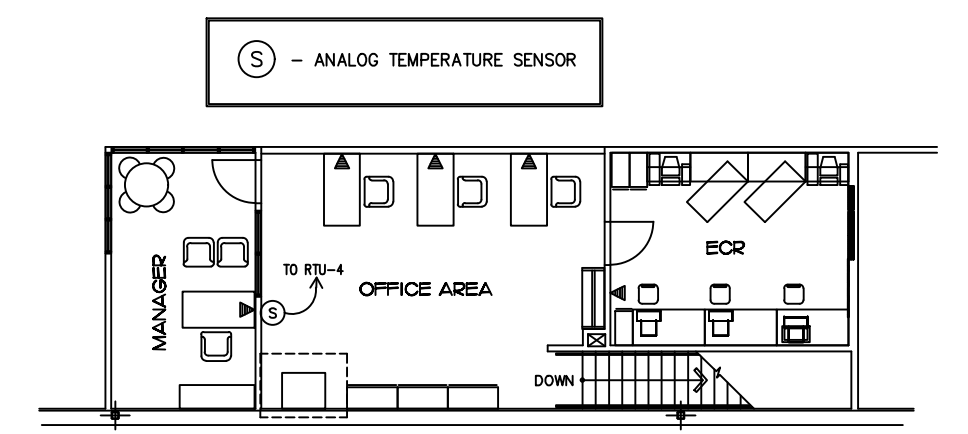 S - ANALOG TEMPERATURE SENSOR
ECR
TO RTU-4
OFFICE AREA
MANAGER
S
DOWN